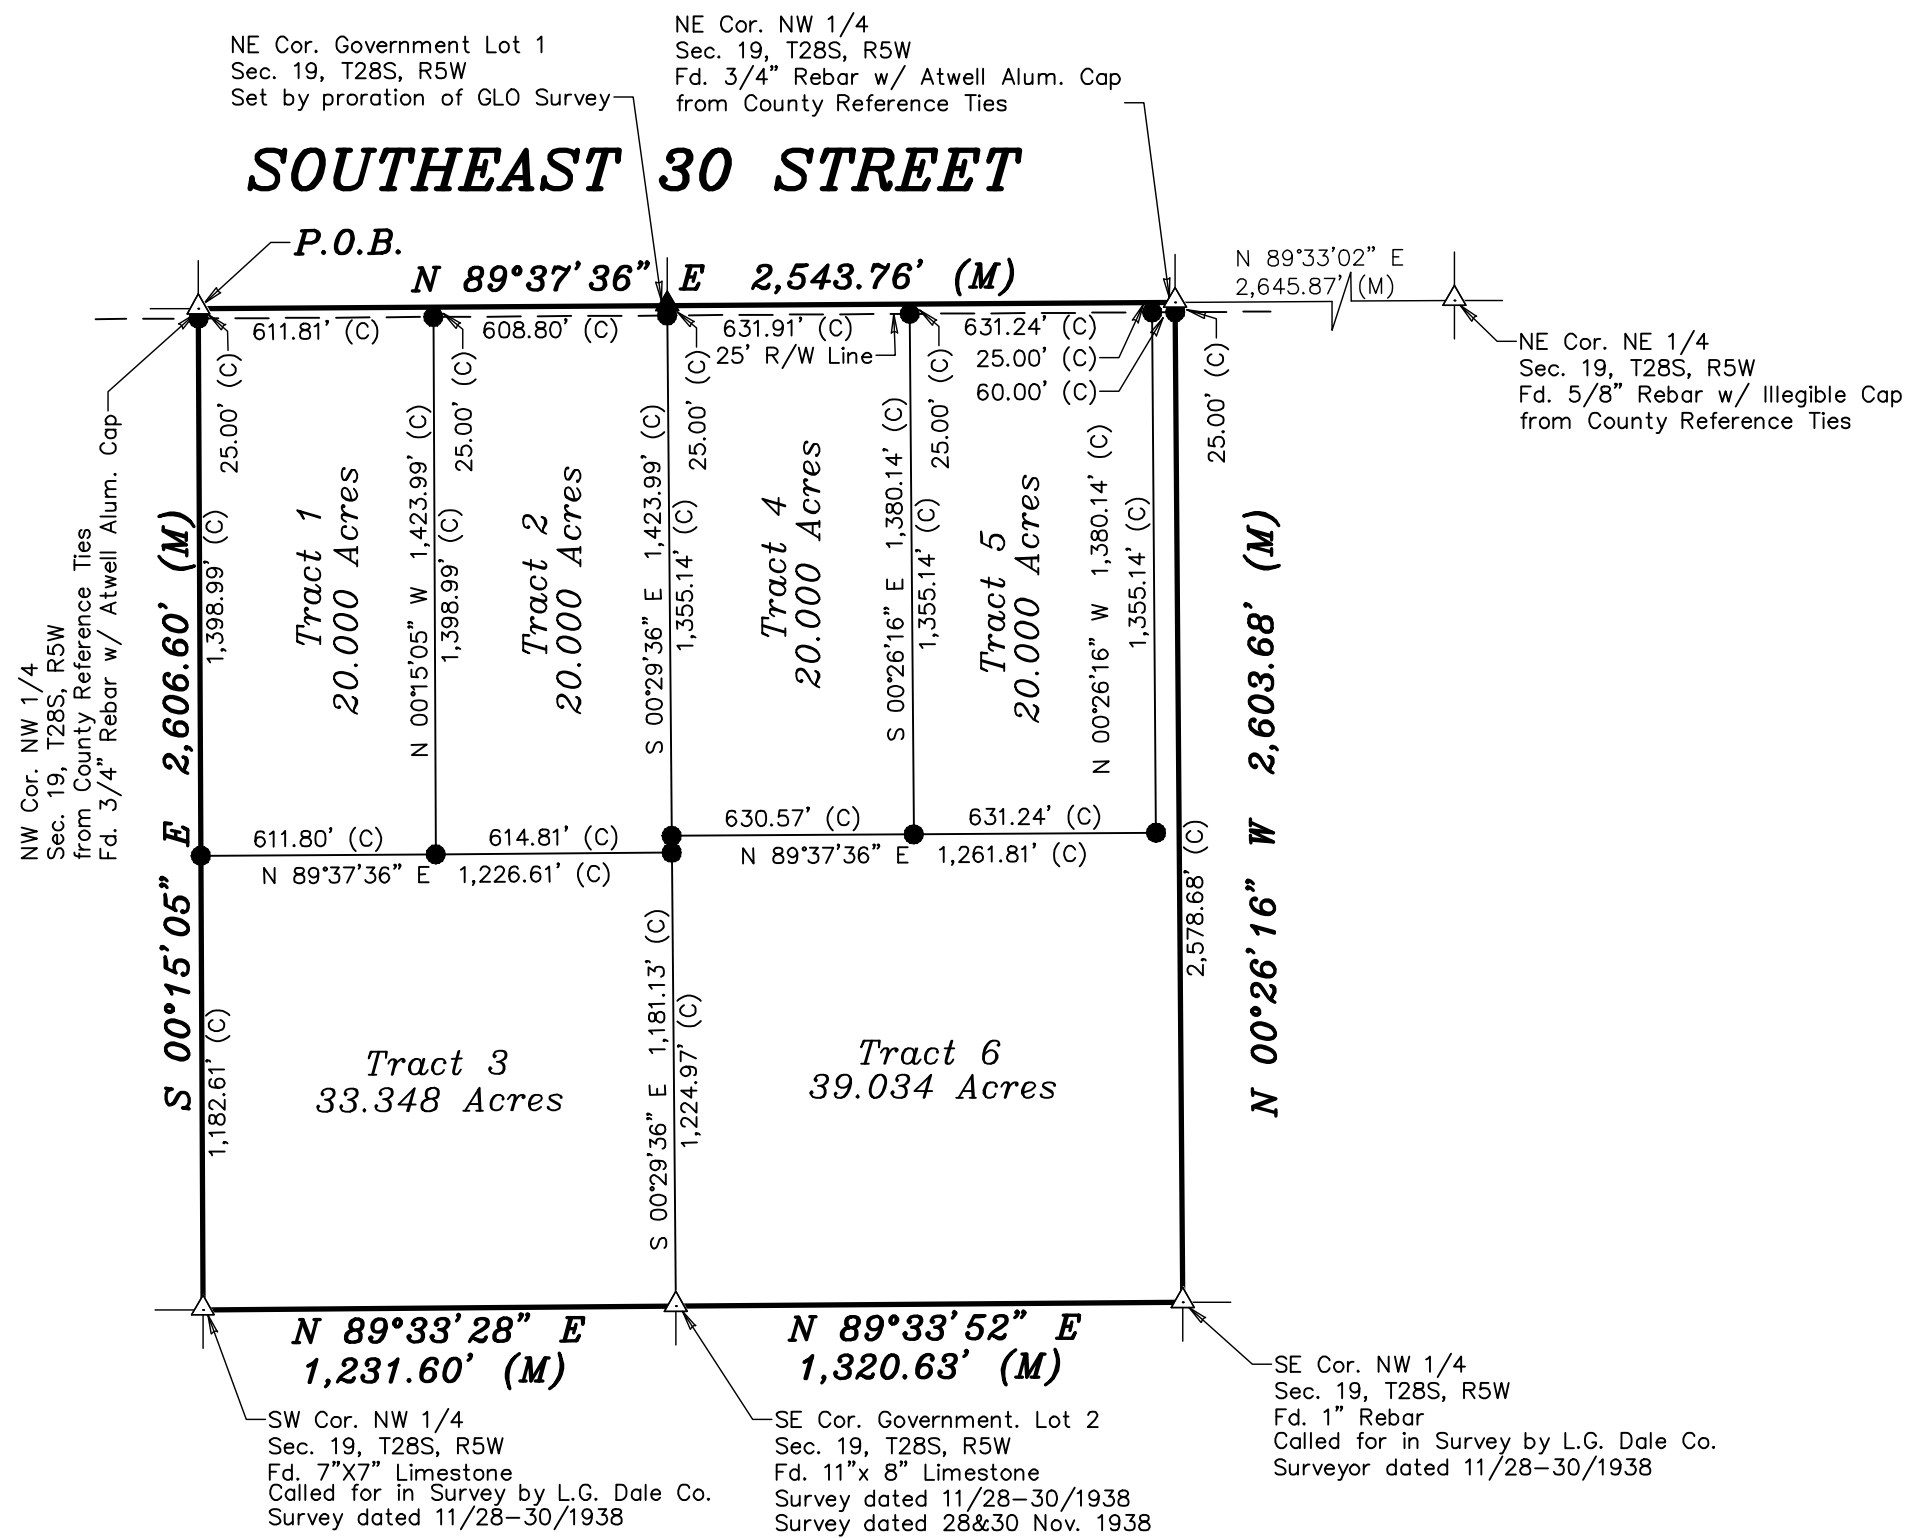 NE Cor. Government Lot 1
Sec. 19, T28S, R5W
Set by proration of GLO Survey
NE Cor. NW 1/4
Sec. 19, T28S, R5W
Fd. 3/4" Rebar w/ Atwell Alum. Cap
from County Reference Ties
SOUTHEAST 30 STREET
P.O.B.
N 89°37'36" E 2,543.76' (M)
N 89°33'02" E
2,645.87' (M)
NE Cor. NE 1/4
Sec. 19, T28S, R5W
Fd. 5/8" Rebar w/ Illegible Cap
from County Reference Ties
611.81' (C)
608.80' (C)
631.91' (C)
631.24' (C)
25' R/W Line
25.00' (C)
60.00' (C)
25.00' (C)
25.00' (C)
25.00' (C)
25.00' (C)
25.00' (C)
NW Cor. NW 1/4
Sec. 19, T28S, R5W
from County Reference Ties
Fd. 3/4" Rebar w/ Atwell Alum. Cap
S 00°15'05" E 2,606.60' (M)
1,398.99' (C)
Tract 1
20.000 Acres
N 00°15'05" W 1,423.99' (C)
1,398.99' (C)
Tract 2
20.000 Acres
S 00°29'36" E 1,423.99' (C)
1,355.14' (C)
Tract 4
20.000 Acres
S 00°26'16" E 1,380.14' (C)
1,355.14' (C)
Tract 5
20.000 Acres
N 00°26'16" W 1,380.14' (C)
1,355.14' (C)
N 00°26'16" W 2,603.68' (M)
2,578.68' (C)
611.80' (C)
614.81' (C)
N 89°37'36" E 1,226.61' (C)
630.57' (C)
631.24' (C)
N 89°37'36" E 1,261.81' (C)
1,182.61' (C)
Tract 3
33.348 Acres
S 00°29'36" E 1,181.13' (C)
1,224.97' (C)
Tract 6
39.034 Acres
N 89°33'28" E
1,231.60' (M)
N 89°33'52" E
1,320.63' (M)
SW Cor. NW 1/4
Sec. 19, T28S, R5W
Fd. 7"X7" Limestone
Called for in Survey by L.G. Dale Co.
Survey dated 11/28-30/1938
SE Cor. Government. Lot 2
Sec. 19, T28S, R5W
Fd. 11"x 8" Limestone
Survey dated 11/28-30/1938
Survey dated 28&30 Nov. 1938
SE Cor. NW 1/4
Sec. 19, T28S, R5W
Fd. 1" Rebar
Called for in Survey by L.G. Dale Co.
Surveyor dated 11/28-30/1938